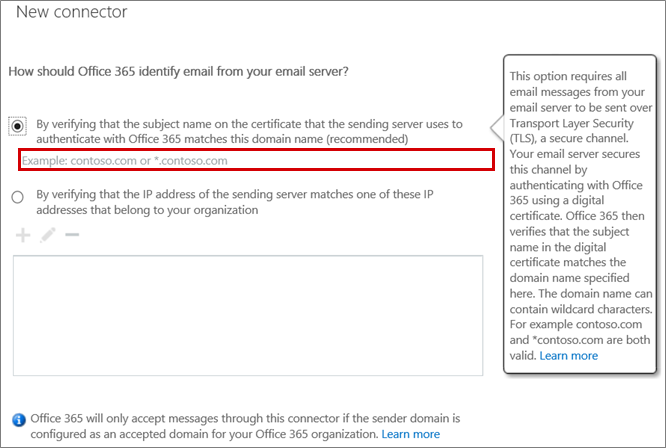 New connector
How should Office 365 identify email from your email server?
By verifying that the subject name on the certificate that the sending server uses to
authenticate with Office 365 matches this domain name (recommended)
Example: contoso.com or *.contoso.com
By verifying that the IP address of the sending server matches one of these IP
addresses that belong to your organization
This option requires all
email messages from your
email server to be sent over
Transport Layer Security
(TLS), a secure channel.
Your email server secures
this channel by
authenticating with Office
365 using a digital
certificate. Office 365 then
verifies that the subject
name in the digital
certificate matches the
domain name specified
here. The domain name can
contain wildcard characters.
For example contoso.com
and *contoso.com are both
valid. Learn more
Office 365 will only accept messages through this connector if the sender domain is
configured as an accepted domain for your Office 365 organization. Learn more